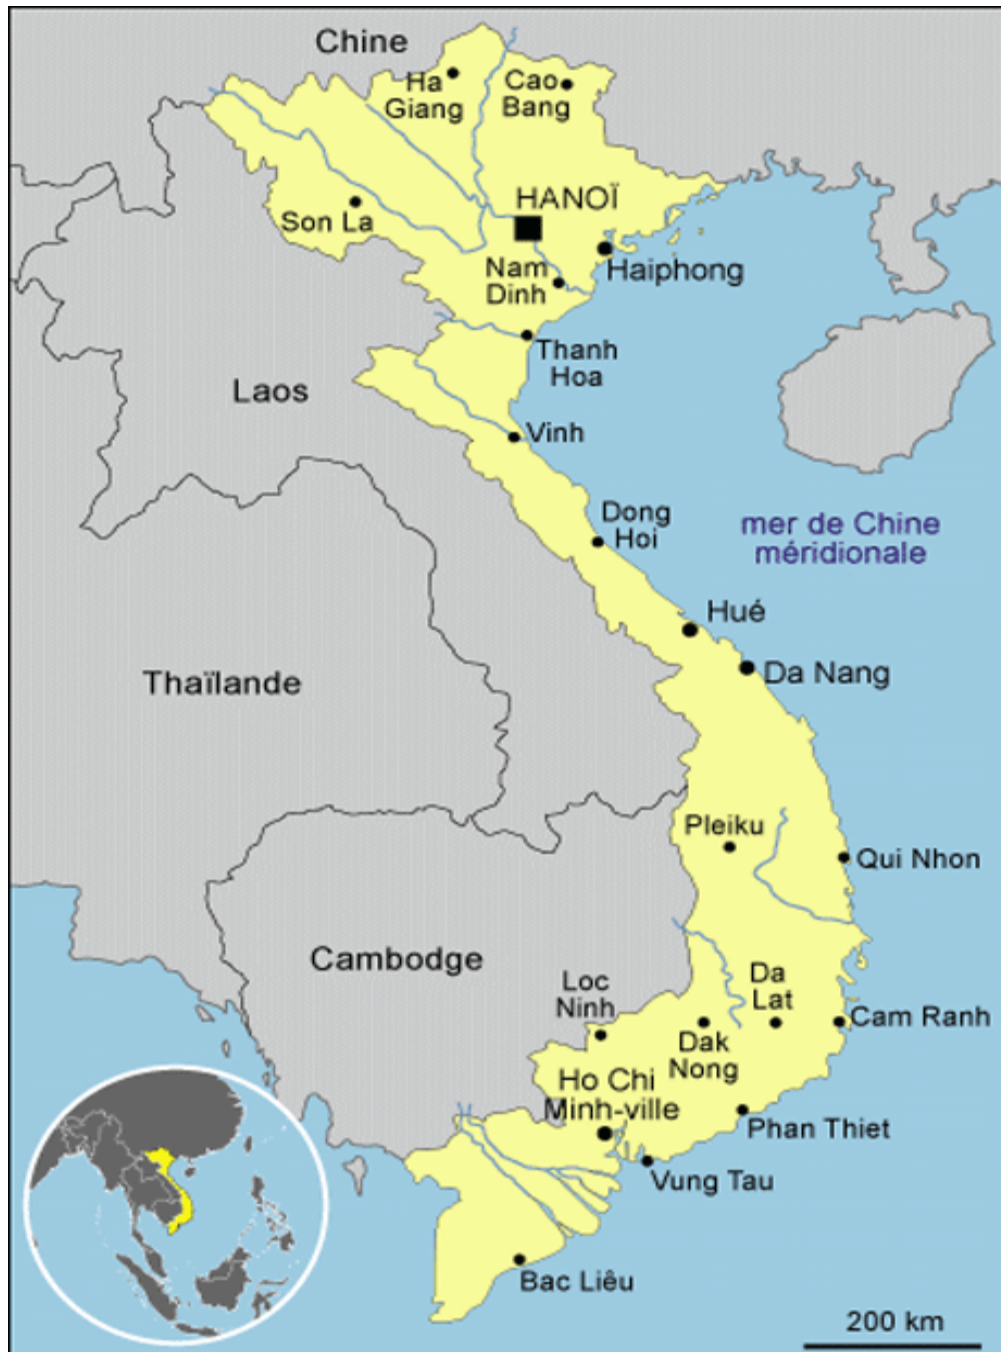 Chine
Ha
Giang
Cao
Bang
HANOÏ
Son La
Nam
Dinh
Haiphong
Thanh
Hoa
Laos
Vinh
Dong
Hoi
mer de Chine
méridionale
Hué
Da Nang
Thaïlande
Pleiku
Qui Nhon
Cambodge
Loc
Ninh
Da
Lat
Cam Ranh
Dak
Nong
Ho Chi
Minh-ville
Phan Thiet
Vung Tau
Bac Liêu
200 km